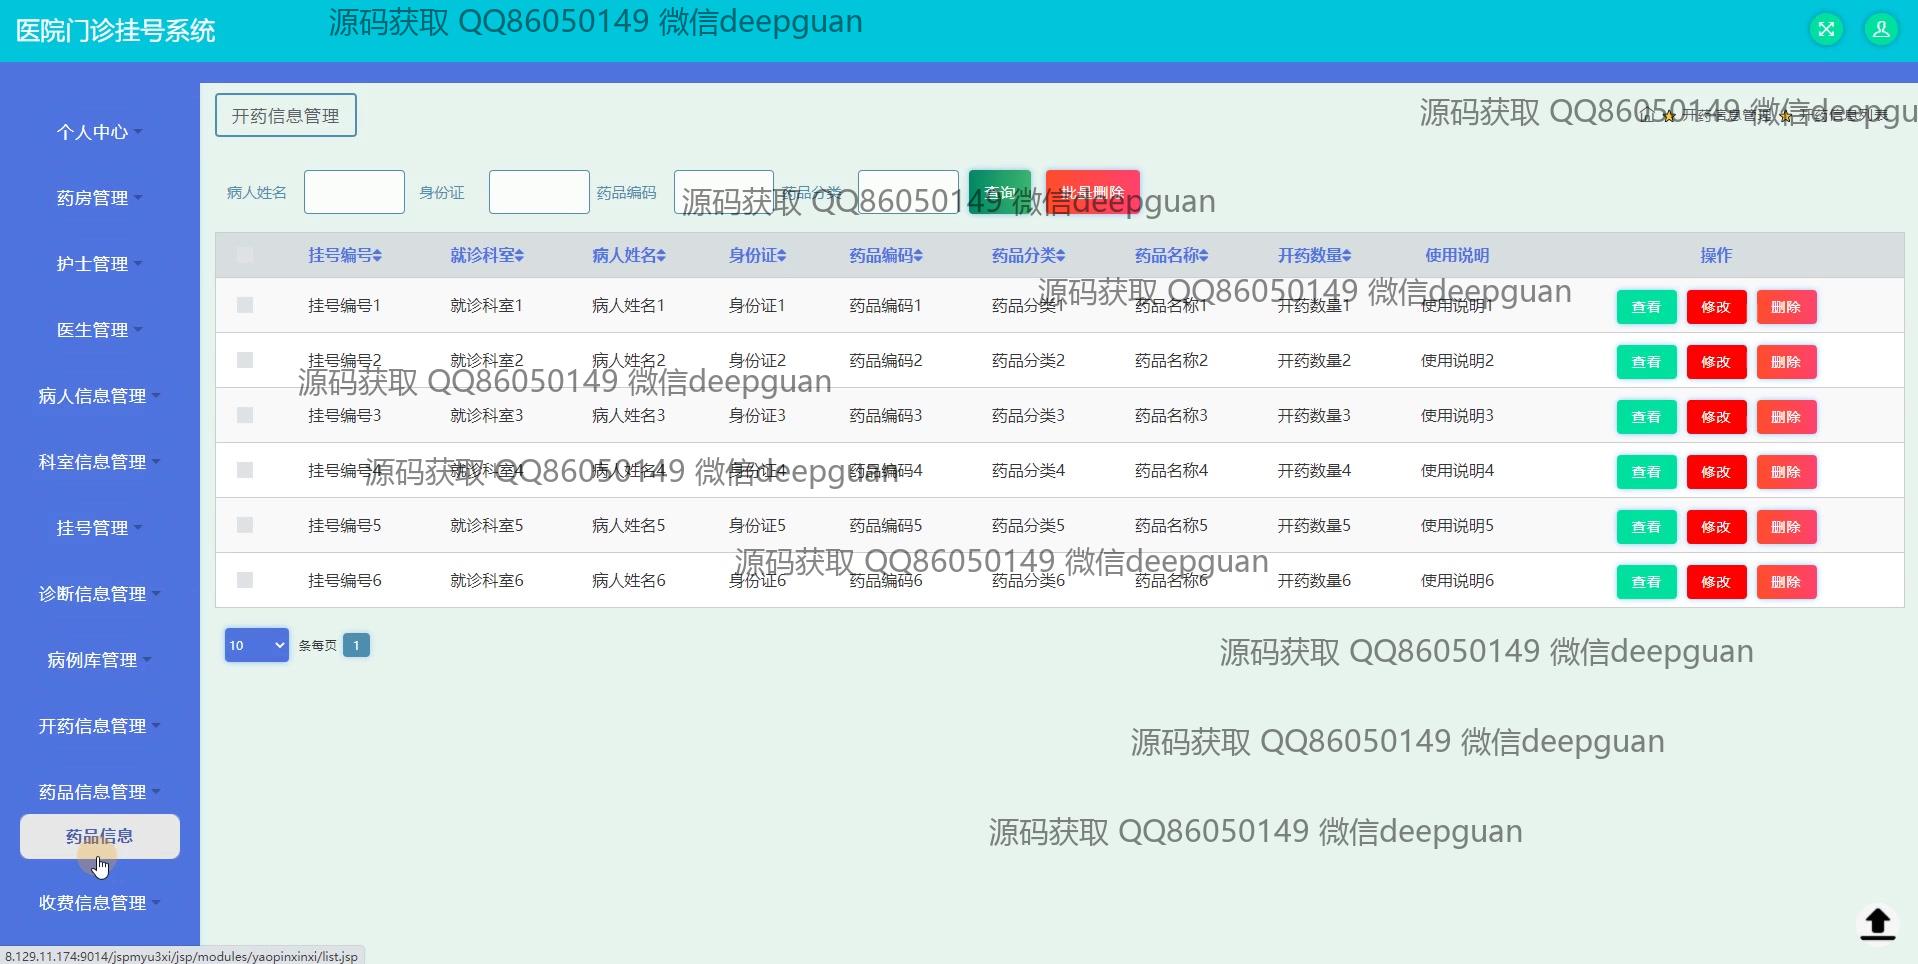 医院门诊挂号系统
源码获取 QQ86050149 微信deepguan
开药信息管理
源码获取 QQ86050149 微信deepgu
开药信息管理 开药信息列表
病人姓名 身份证 药品编码 药品分类 查询 批量删除
源码获取 QQ86050149 微信deepguan
挂号编号 就诊科室 病人姓名 身份证 药品编码 药品分类 药品名称 开药数量 使用说明 操作
源码获取 QQ86050149 微信deepguan
挂号编号1 就诊科室1 病人姓名1 身份证1 药品编码1 药品分类1 药品名称1 开药数量1 使用说明1 查看 修改 删除
挂号编号2 就诊科室2 病人姓名2 身份证2 药品编码2 药品分类2 药品名称2 开药数量2 使用说明2 查看 修改 删除
源码获取 QQ86050149 微信deepguan
挂号编号3 就诊科室3 病人姓名3 身份证3 药品编码3 药品分类3 药品名称3 开药数量3 使用说明3 查看 修改 删除
挂号编号4 就诊科室4 病人姓名4 身份证4 药品编码4 药品分类4 药品名称4 开药数量4 使用说明4 查看 修改 删除
源码获取 QQ86050149 微信deepguan
挂号编号5 就诊科室5 病人姓名5 身份证5 药品编码5 药品分类5 药品名称5 开药数量5 使用说明5 查看 修改 删除
源码获取 QQ86050149 微信deepguan
挂号编号6 就诊科室6 病人姓名6 身份证6 药品编码6 药品分类6 药品名称6 开药数量6 使用说明6 查看 修改 删除
10 条每页 1
源码获取 QQ86050149 微信deepguan
源码获取 QQ86050149 微信deepguan
源码获取 QQ86050149 微信deepguan
个人中心
药房管理
护士管理
医生管理
病人信息管理
科室信息管理
挂号管理
诊断信息管理
病例库管理
开药信息管理
药品信息管理
药品信息
收费信息管理
8.129.11.174:9014/jspmyu3xi/jsp/modules/yaopinxinxi/list.jsp